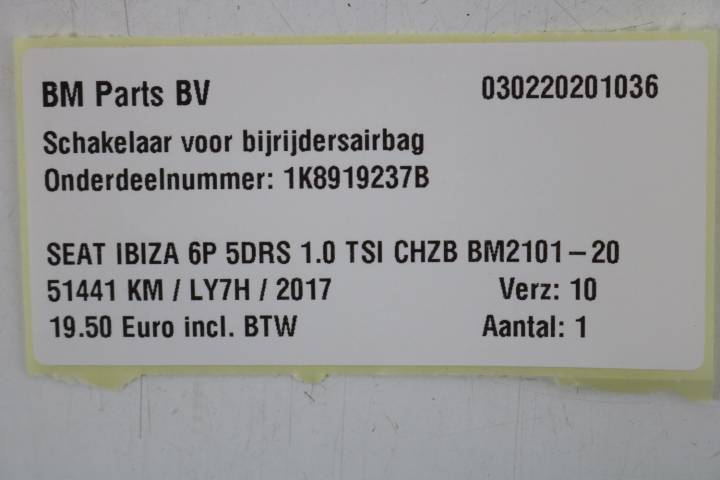 BM Parts BV 030220201036
Schakelaar voor bijrijdersairbag
Onderdeelnummer: 1K8919237B
SEAT IBIZA 6P 5DRS 1.0 TSI CHZB BM2101-20
51441 KM / LY7H / 2017 Verz: 10
19.50 Euro incl. BTW Aantal: 1